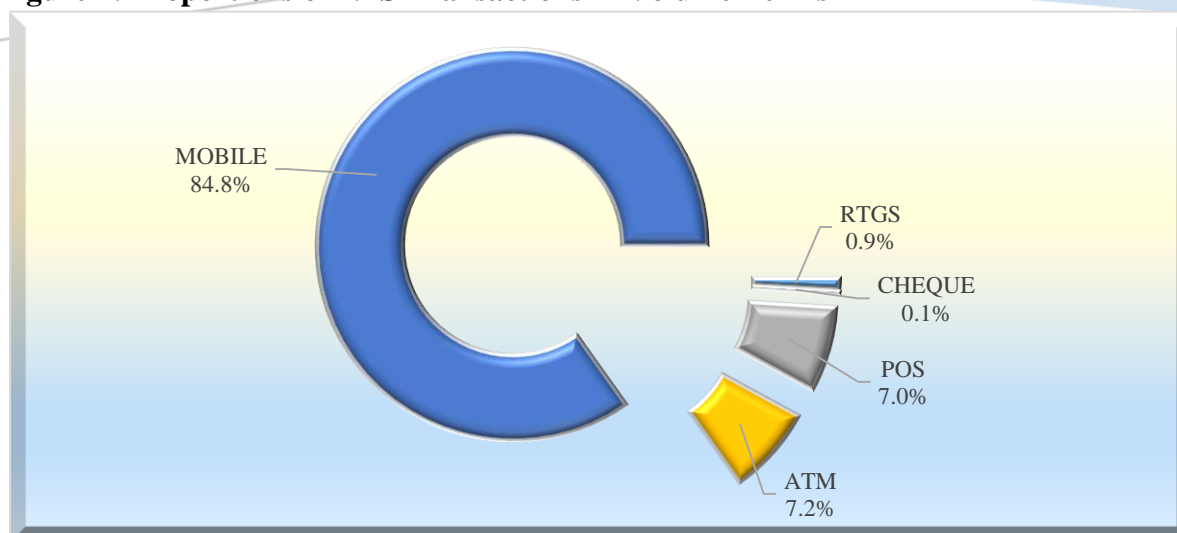 MOBILE
84.8%
RTGS
0.9%
CHEQUE
0.1%
POS
7.0%
ATM
7.2%